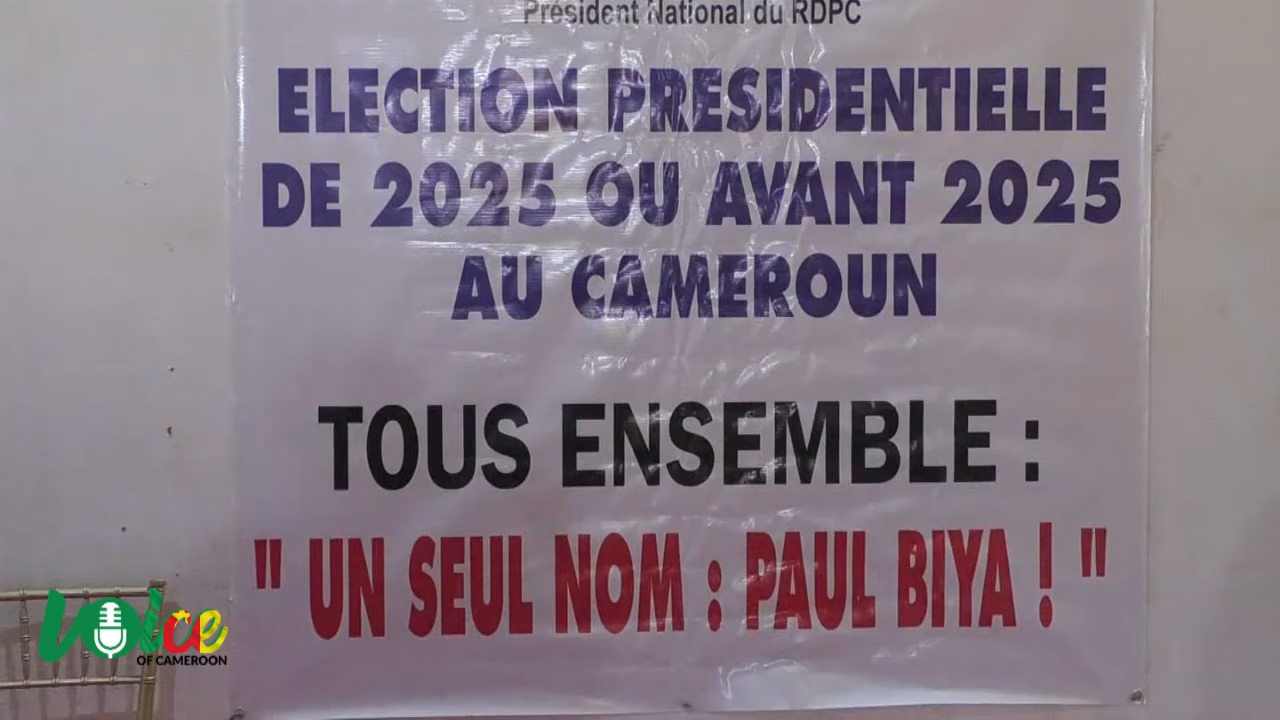 Président National du RDPC
ELECTION PRESIDENTIELLE
DE 2025 OU AVANT 2025
AU CAMEROUN
TOUS ENSEMBLE :
" UN SEUL NOM : PAUL BIYA ! "
Voice
OF CAMEROON